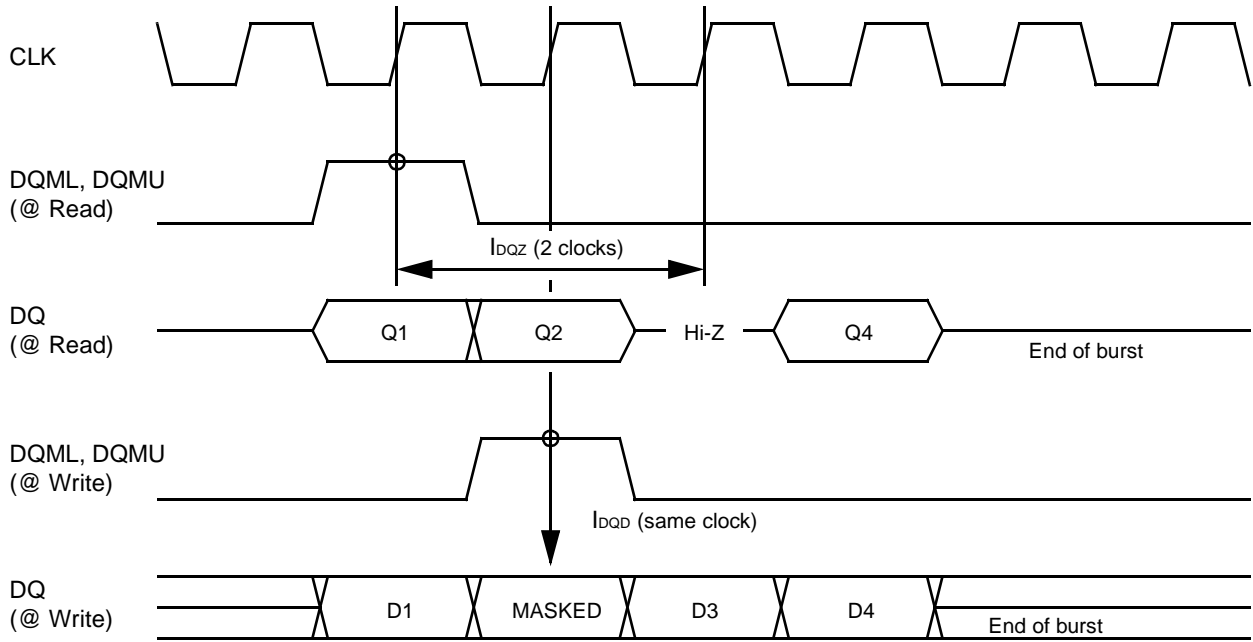 CLK
DQML, DQMU
(@ Read)
IDQZ (2 clocks)
DQ
(@ Read)
Q1
Q2
Hi-Z
Q4
End of burst
DQML, DQMU
(@ Write)
IDQD (same clock)
DQ
(@ Write)
D1
MASKED
D3
D4
End of burst